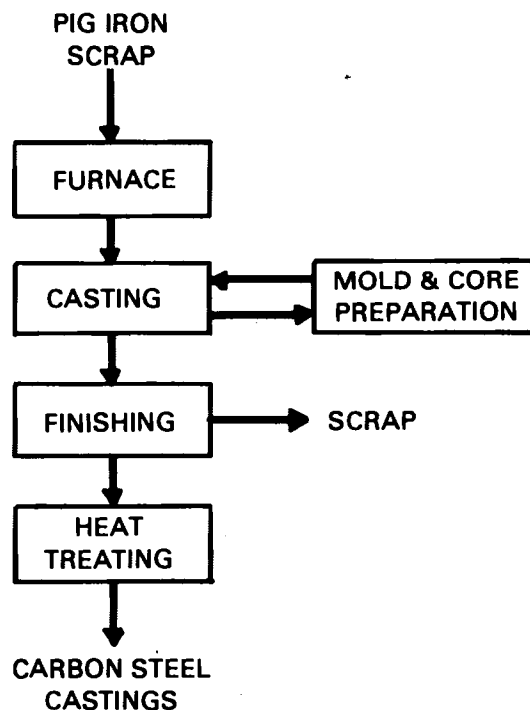 PIG IRON
SCRAP
FURNACE
CASTING
MOLD & CORE
PREPARATION
FINISHING
SCRAP
HEAT
TREATING
CARBON STEEL
CASTINGS